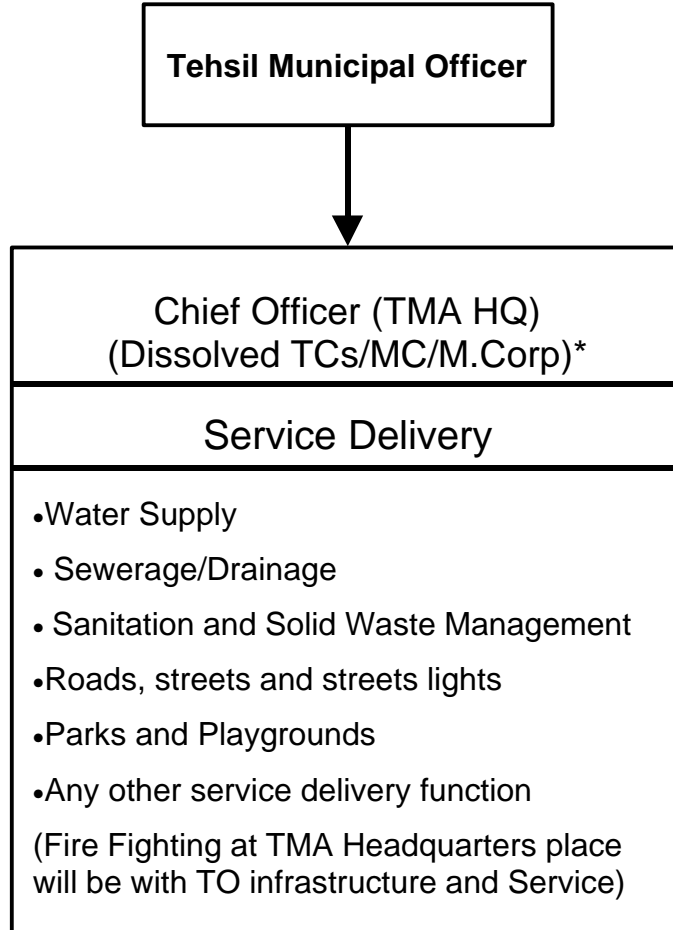 Tehsil Municipal Officer
Chief Officer (TMA HQ)
(Dissolved TCs/MC/M.Corp)*
Service Delivery
•Water Supply
• Sewerage/Drainage
• Sanitation and Solid Waste Management
•Roads, streets and streets lights
•Parks and Playgrounds
•Any other service delivery function
(Fire Fighting at TMA Headquarters place
will be with TO infrastructure and Service)